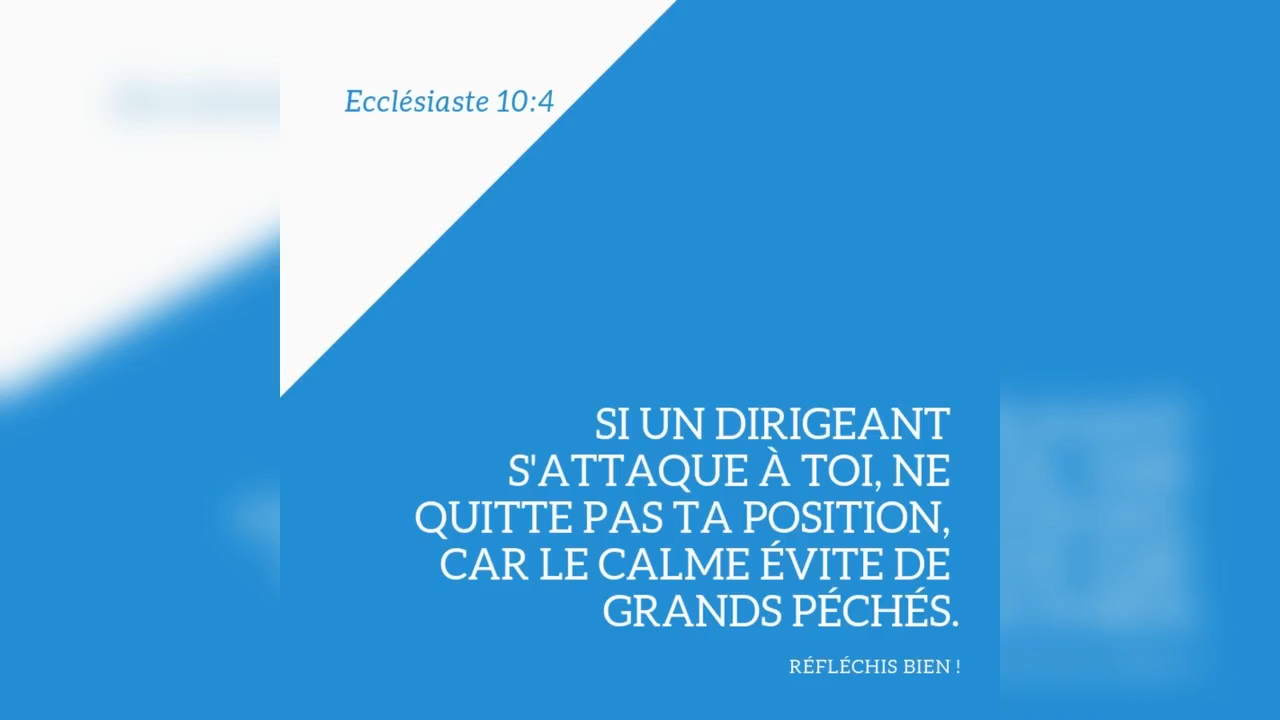 Ecclésiaste 10:4
SI UN DIRIGEANT
S'ATTAQUE À TOI, NE
QUITTE PAS TA POSITION,
CAR LE CALME ÉVITE DE
GRANDS PÉCHÉS.
RÉFLÉCHIS BIEN !